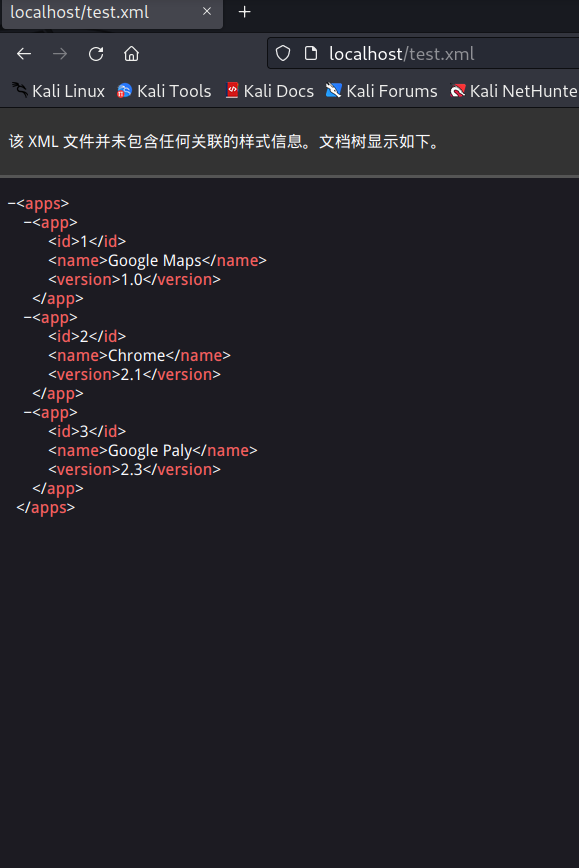 localhost/test.xml
localhost/test.xml
Kali Linux Kali Tools Kali Docs Kali Forums Kali NetHunte
该 XML 文件并未包含任何关联的样式信息。文档树显示如下。
−<apps>
−<app>
<id>1</id>
<name>Google Maps</name>
<version>1.0</version>
</app>
−<app>
<id>2</id>
<name>Chrome</name>
<version>2.1</version>
</app>
−<app>
<id>3</id>
<name>Google Paly</name>
<version>2.3</version>
</app>
</apps>